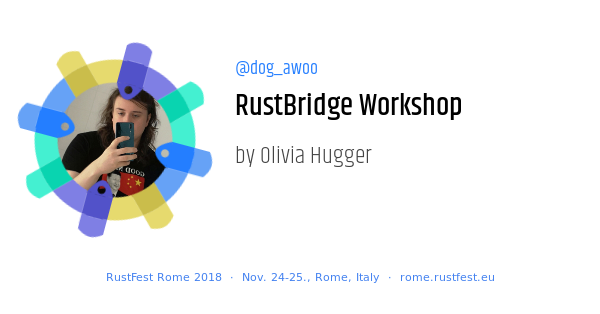 @dog_awoo
RustBridge Workshop
by Olivia Hugger
RustFest Rome 2018 · Nov. 24-25., Rome, Italy · rome.rustfest.eu